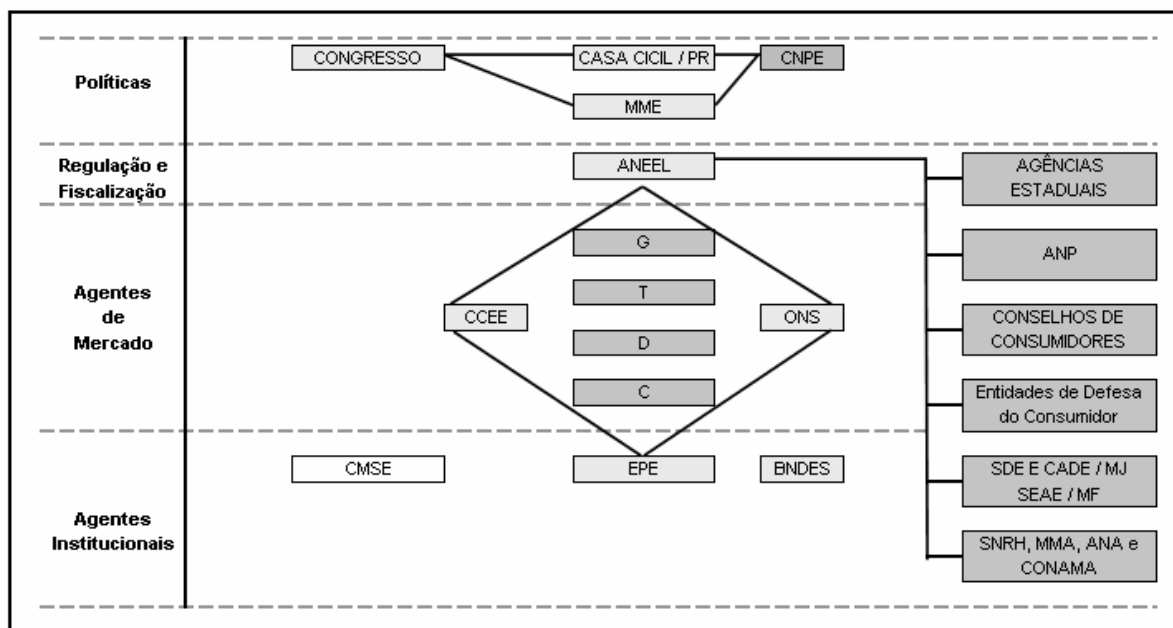 Políticas
CONGRESSO
CASA CICIL / PR
CNPE
MME
Regulação e
Fiscalização
ANEEL
AGÊNCIAS
ESTADUAIS
Agentes
de
Mercado
G
T
D
C
CCEE
ONS
ANP
CONSELHOS DE
CONSUMIDORES
Entidades de Defesa
do Consumidor
Agentes
Institucionais
CMSE
EPE
BNDES
SDE E CADE / MJ
SEAE / MF
SNRH, MMA, ANA e
CONAMA